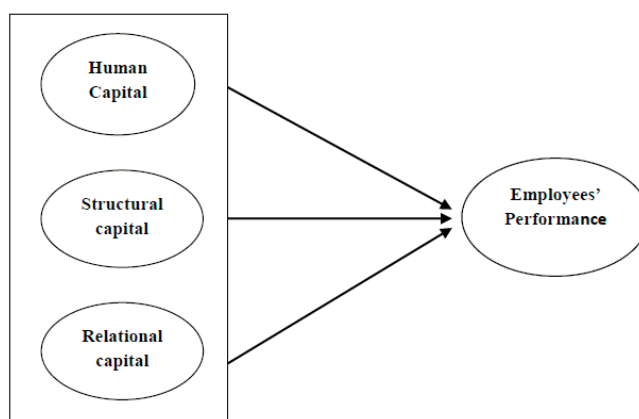 Human
Capital
Structural
capital
Relational
capital
Employees’
Performance